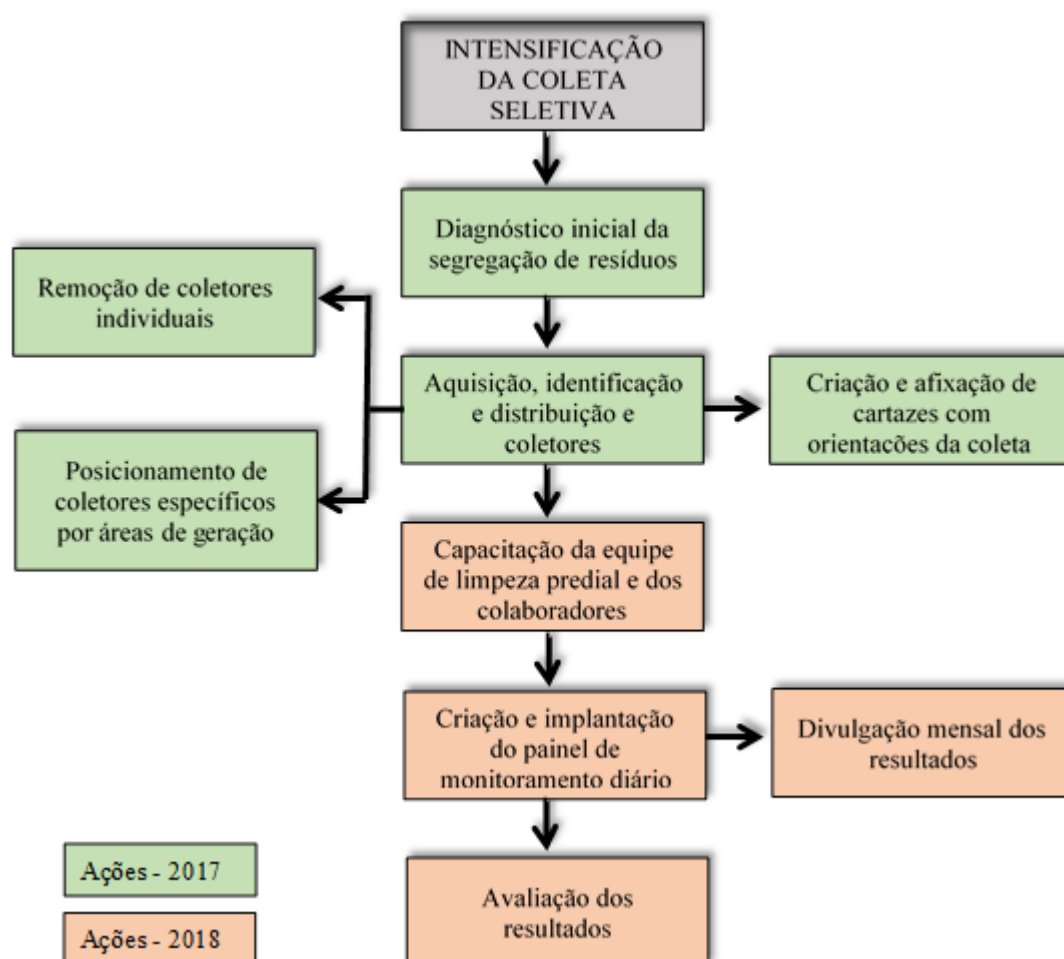 INTENSIFICAÇÃO
DA COLETA
SELETIVA
Diagnóstico inicial da
segregação de resíduos
Remoção de coletores
individuais
Aquisição, identificação
e distribuição e
coletores
Criação e afixação de
cartazes com
orientações da coleta
Posicionamento de
coletores específicos
por áreas de geração
Capacitação da equipe
de limpeza predial e dos
colaboradores
Criação e implantação
do painel de
monitoramento diário
Divulgação mensal dos
resultados
Avaliação dos
resultados
Ações - 2017
Ações - 2018